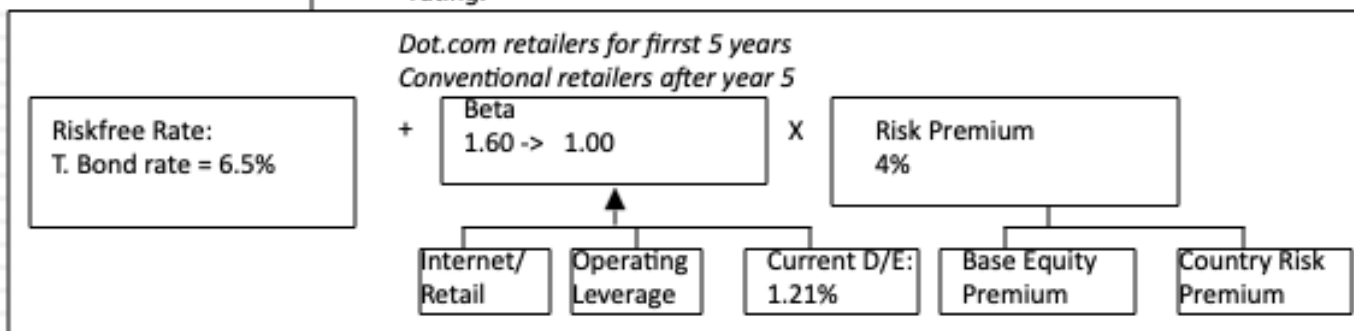 Dot.com retailers for firrst 5 years
Conventional retailers after year 5
Riskfree Rate:
T. Bond rate = 6.5%
+
Beta
1.60 -> 1.00
X
Risk Premium
4%
Internet/
Retail
Operating
Leverage
Current D/E:
1.21%
Base Equity
Premium
Country Risk
Premium